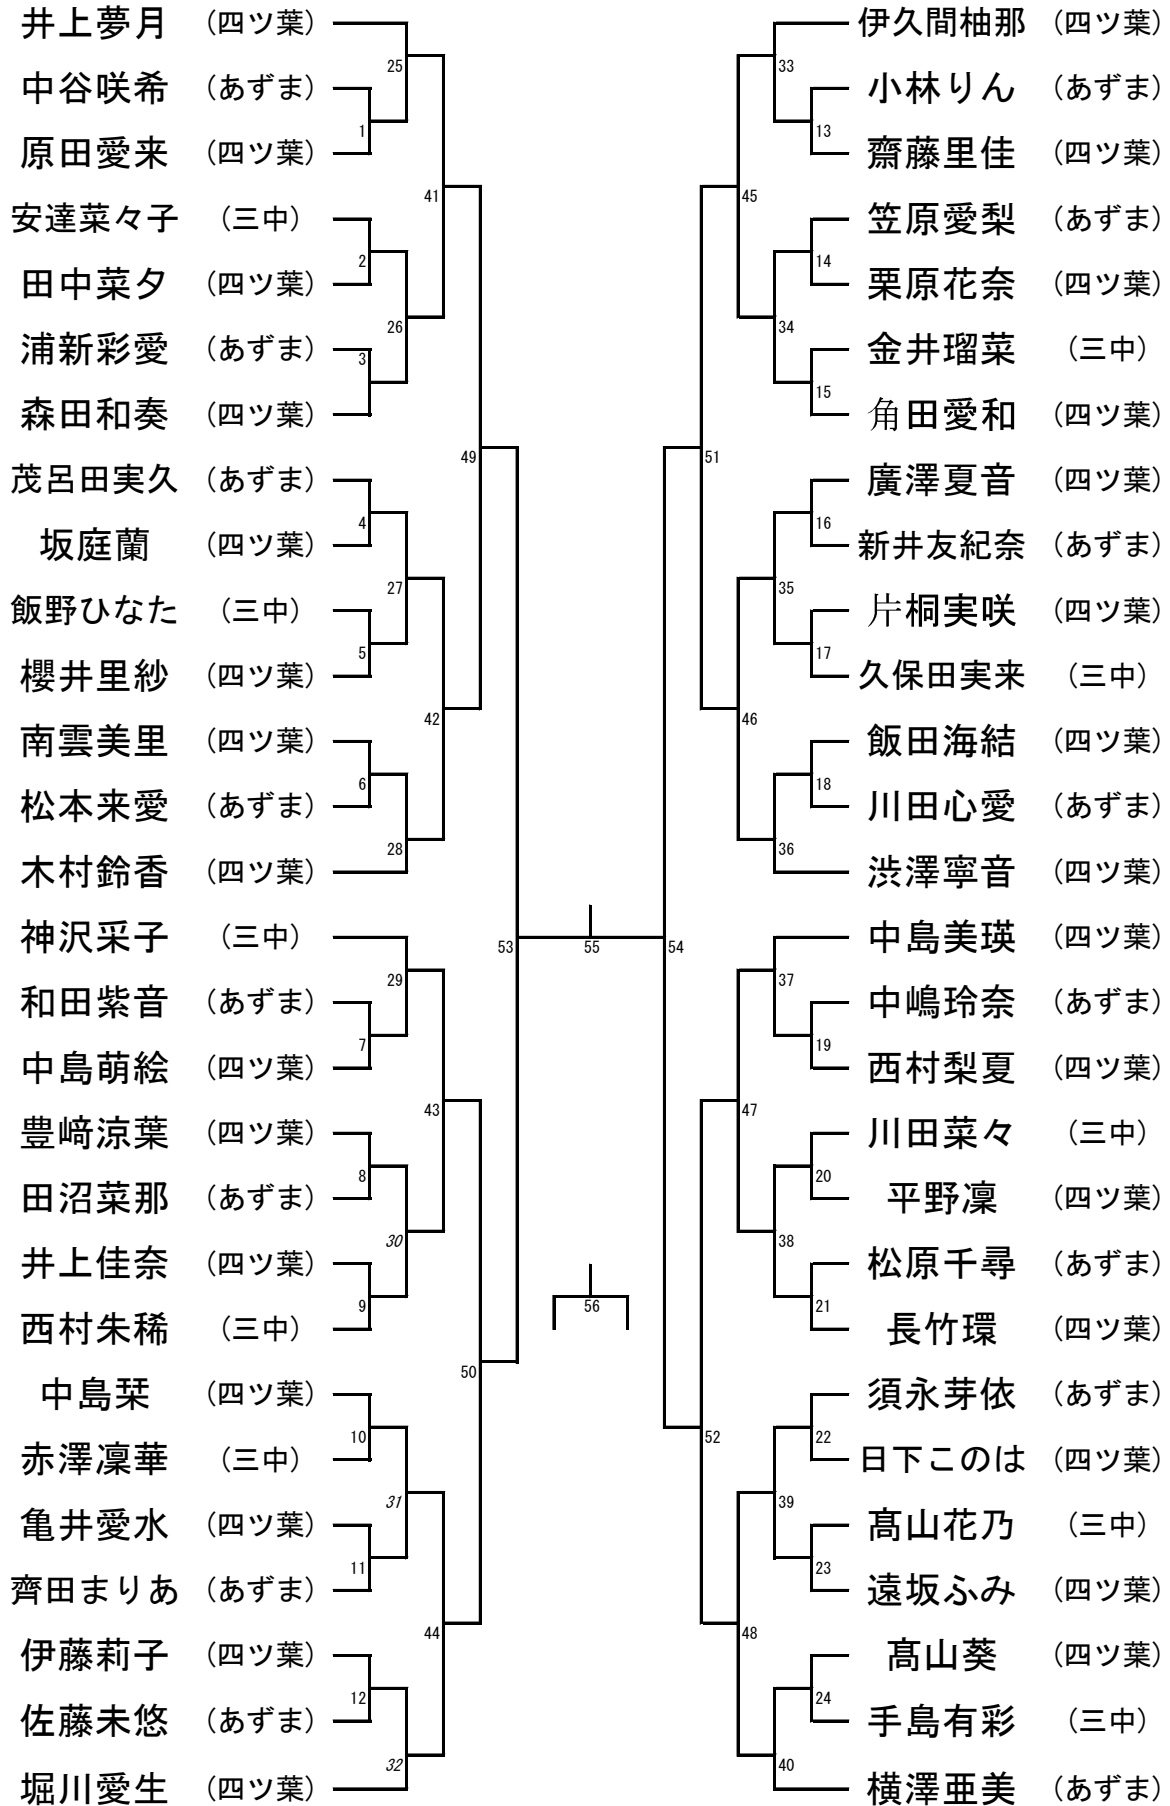 井上夢月 (四ツ葉)
中谷咲希 (あずま)
原田愛来 (四ツ葉)
安達菜々子 (三中)
田中菜夕 (四ツ葉)
浦新彩愛 (あずま)
森田和奏 (四ツ葉)
茂呂田実久 (あずま)
坂庭蘭 (四ツ葉)
飯野ひなた (三中)
櫻井里紗 (四ツ葉)
南雲美里 (四ツ葉)
松本来愛 (あずま)
木村鈴香 (四ツ葉)
神沢采子 (三中)
和田紫音 (あずま)
中島萌絵 (四ツ葉)
豊﨑涼葉 (四ツ葉)
田沼菜那 (あずま)
井上佳奈 (四ツ葉)
西村朱稀 (三中)
中島栞 (四ツ葉)
赤澤凜華 (三中)
亀井愛水 (四ツ葉)
齊田まりあ (あずま)
伊藤莉子 (四ツ葉)
佐藤未悠 (あずま)
堀川愛生 (四ツ葉)
1
2
3
4
5
6
7
8
9
10
11
12
25
26
27
28
29
30
31
32
41
42
43
44
49
50
53
55
56
54
51
52
45
46
47
48
33
34
35
36
37
38
39
40
13
14
15
16
17
18
19
20
21
22
23
24
伊久間柚那 (四ツ葉)
小林りん (あずま)
齋藤里佳 (四ツ葉)
笠原愛梨 (あずま)
栗原花奈 (四ツ葉)
金井瑠菜 (三中)
角田愛和 (四ツ葉)
廣澤夏音 (四ツ葉)
新井友紀奈 (あずま)
片桐実咲 (四ツ葉)
久保田実来 (三中)
飯田海結 (四ツ葉)
川田心愛 (あずま)
渋澤寧音 (四ツ葉)
中島美瑛 (四ツ葉)
中嶋玲奈 (あずま)
西村梨夏 (四ツ葉)
川田菜々 (三中)
平野凜 (四ツ葉)
松原千尋 (あずま)
長竹環 (四ツ葉)
須永芽依 (あずま)
日下このは (四ツ葉)
髙山花乃 (三中)
遠坂ふみ (四ツ葉)
髙山葵 (四ツ葉)
手島有彩 (三中)
横澤亜美 (あずま)